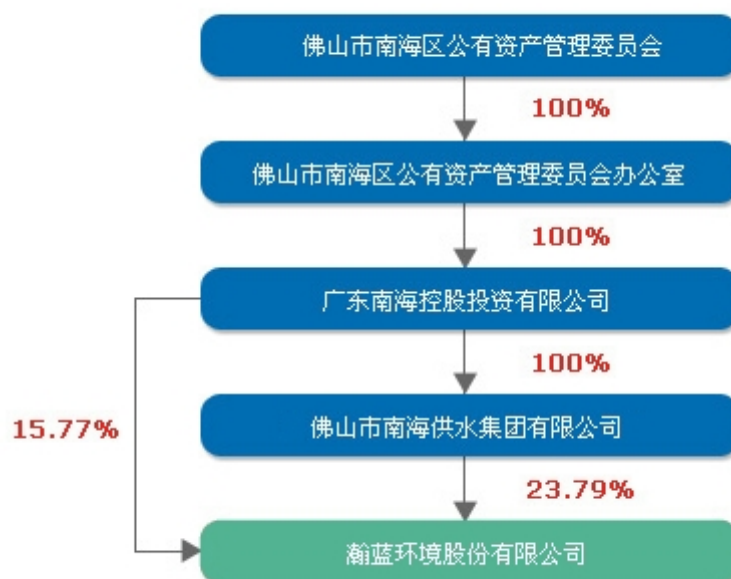 佛山市南海区公有资产管理委员会
100%
佛山市南海区公有资产管理委员会办公室
100%
广东南海控股投资有限公司
100%
15.77%
佛山市南海供水集团有限公司
23.79%
瀚蓝环境股份有限公司